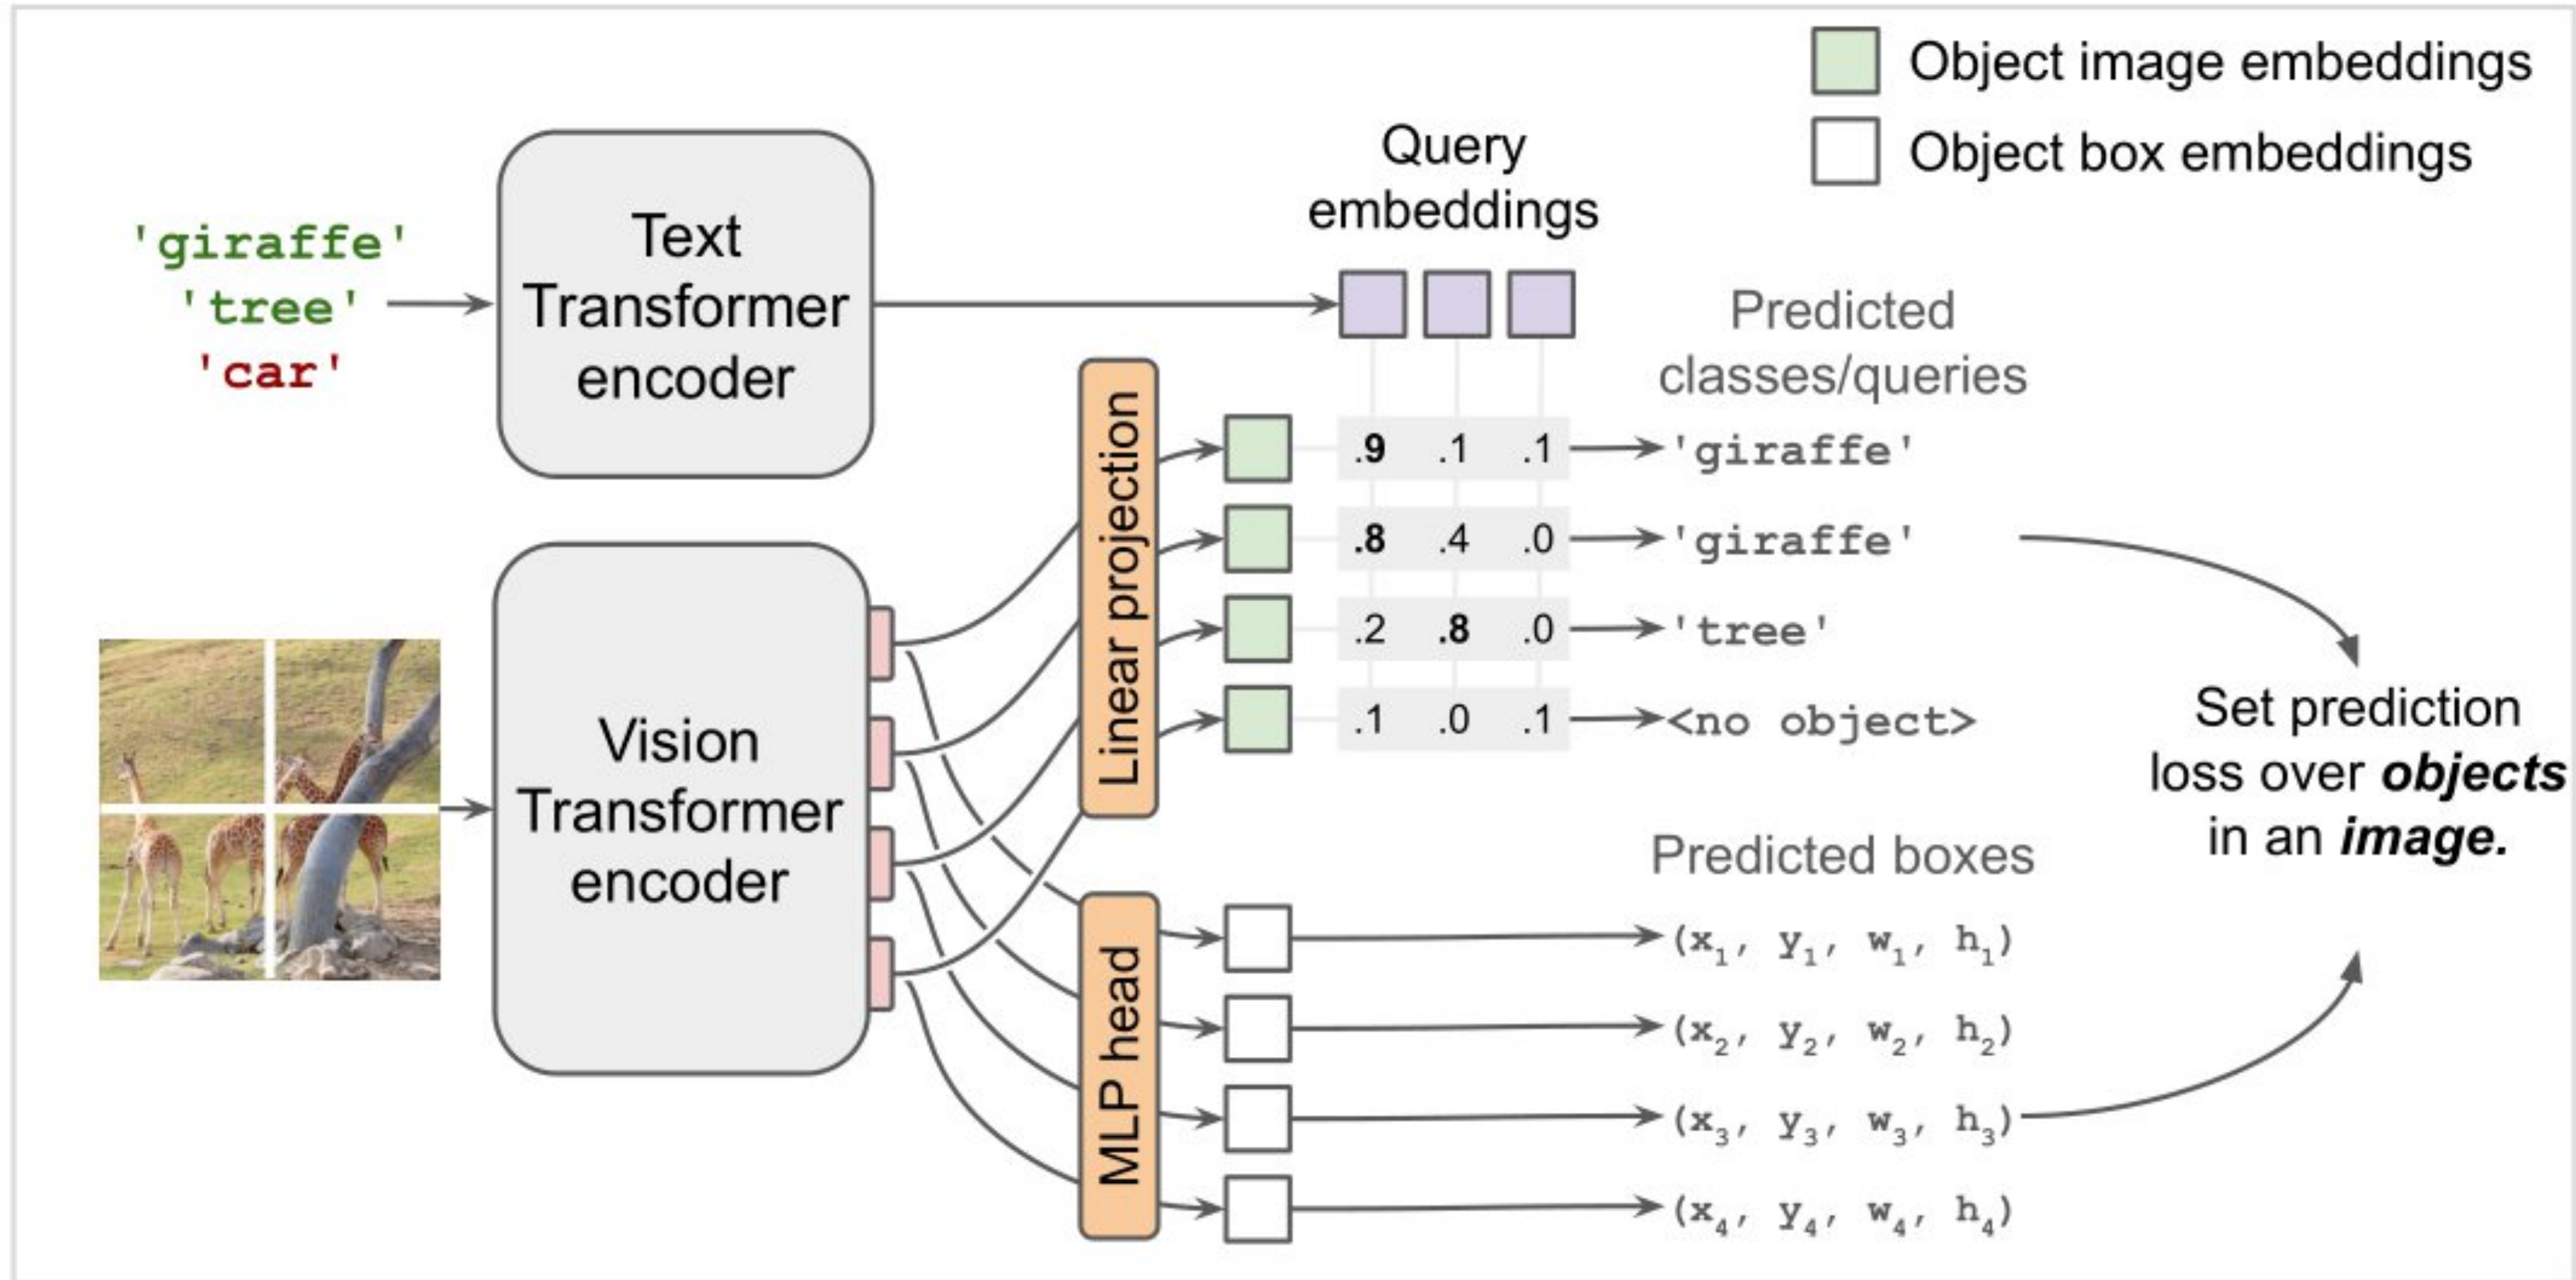 Object image embeddings
Object box embeddings
Query
embeddings
'giraffe'
'tree'
'car'
Text
Transformer
encoder
Predicted
classes/queries
Linear projection
.9 .1 .1 'giraffe'
.8 .4 .0 'giraffe'
.2 .8 .0 'tree'
.1 .0 .1 <no object>
Vision
Transformer
encoder
Set prediction
loss over objects
in an image.
Predicted boxes
MLP head
(x₁, y₁, w₁, h₁)
(x₂, y₂, w₂, h₂)
(x₃, y₃, w₃, h₃)
(x₄, y₄, w₄, h₄)